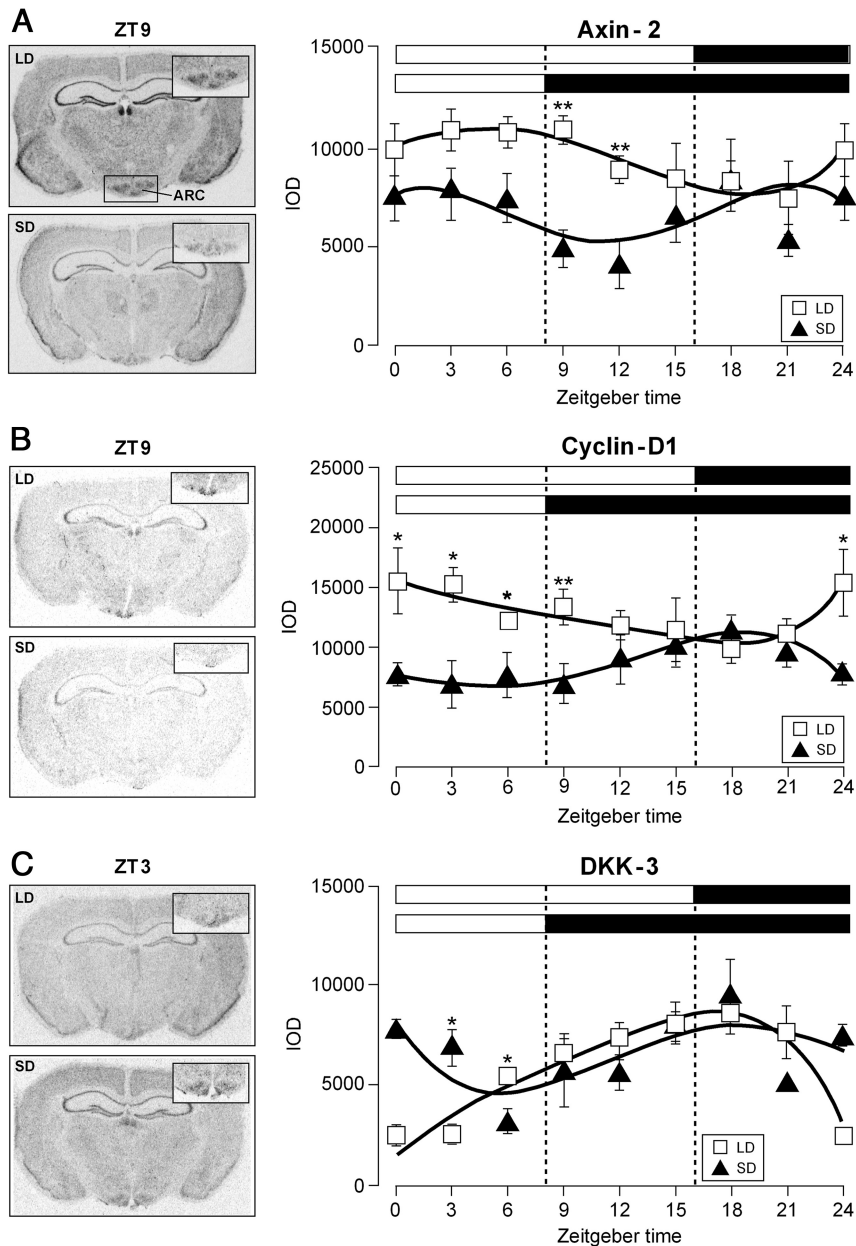 A
ZT9
LD
ARC
SD
Axin-2
15000
10000
5000
0
IOD
**
**
LD
SD
0 3 6 9 12 15 18 21 24
Zeitgeber time
B
ZT9
LD
SD
Cyclin-D1
25000
20000
15000
10000
5000
0
IOD
* * * ** *
LD
SD
0 3 6 9 12 15 18 21 24
Zeitgeber time
C
ZT3
LD
SD
DKK-3
15000
10000
5000
0
IOD
*
*
LD
SD
0 3 6 9 12 15 18 21 24
Zeitgeber time